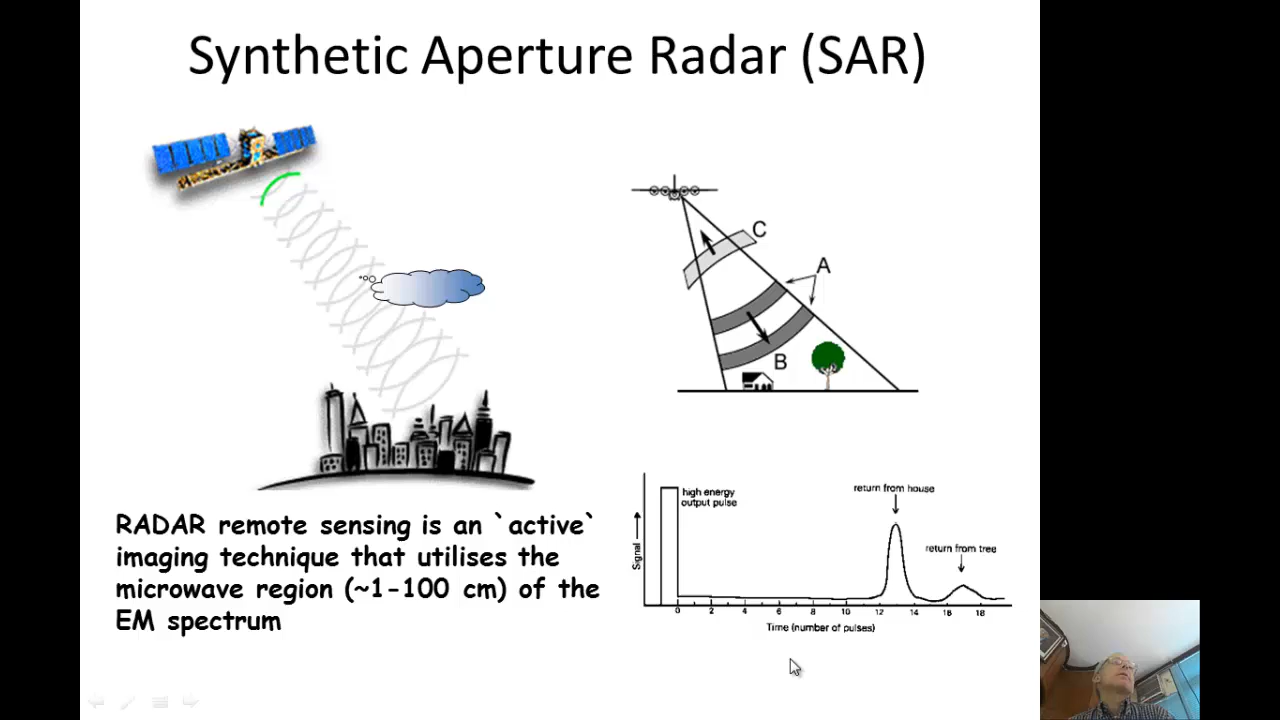 Synthetic Aperture Radar (SAR)
C
A
B
RADAR remote sensing is an `active`
imaging technique that utilises the
microwave region (~1-100 cm) of the
EM spectrum
high energy
output pulse
return from house
return from tree
Signal
0 2 4 6 8 10 12 14 16 18
Time (number of pulses)